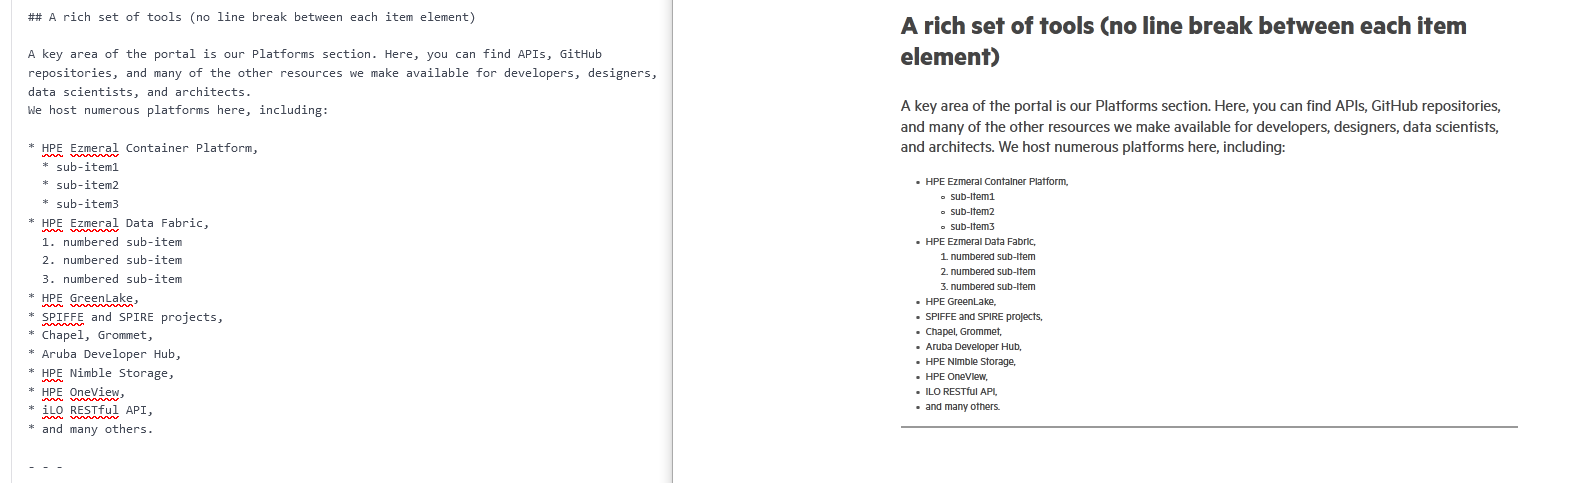 ## A rich set of tools (no line break between each item element)
A key area of the portal is our Platforms section. Here, you can find APIs, GitHub
repositories, and many of the other resources we make available for developers, designers,
data scientists, and architects.
We host numerous platforms here, including:
* HPE Ezmeral Container Platform,
* sub-item1
* sub-item2
* sub-item3
* HPE Ezmeral Data Fabric,
1. numbered sub-item
2. numbered sub-item
3. numbered sub-item
* HPE GreenLake,
* SPIFFE and SPIRE projects,
* Chapel, Grommet,
* Aruba Developer Hub,
* HPE Nimble Storage,
* HPE OneView,
* iLO RESTful API,
* and many others.
- - -
A rich set of tools (no line break between each item
element)
A key area of the portal is our Platforms section. Here, you can find APIs, GitHub repositories,
and many of the other resources we make available for developers, designers, data scientists,
and architects. We host numerous platforms here, including:
• HPE Ezmeral Container Platform,
◦ sub-item1
◦ sub-item2
◦ sub-item3
• HPE Ezmeral Data Fabric,
1. numbered sub-item
2. numbered sub-item
3. numbered sub-item
• HPE GreenLake,
• SPIFFE and SPIRE projects,
• Chapel, Grommet,
• Aruba Developer Hub,
• HPE Nimble Storage,
• HPE OneView,
• iLO RESTful API,
• and many others.